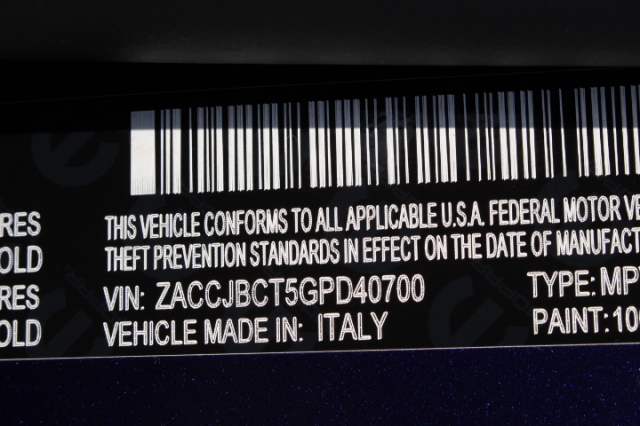 RES THIS VEHICLE CONFORMS TO ALL APPLICABLE U.S.A. FEDERAL MOTOR VE
OLD THEFT PREVENTION STANDARDS IN EFFECT ON THE DATE OF MANUFACT
RES VIN: ZACCJBCT5GPD40700 TYPE: MP
OLD VEHICLE MADE IN: ITALY PAINT: 10